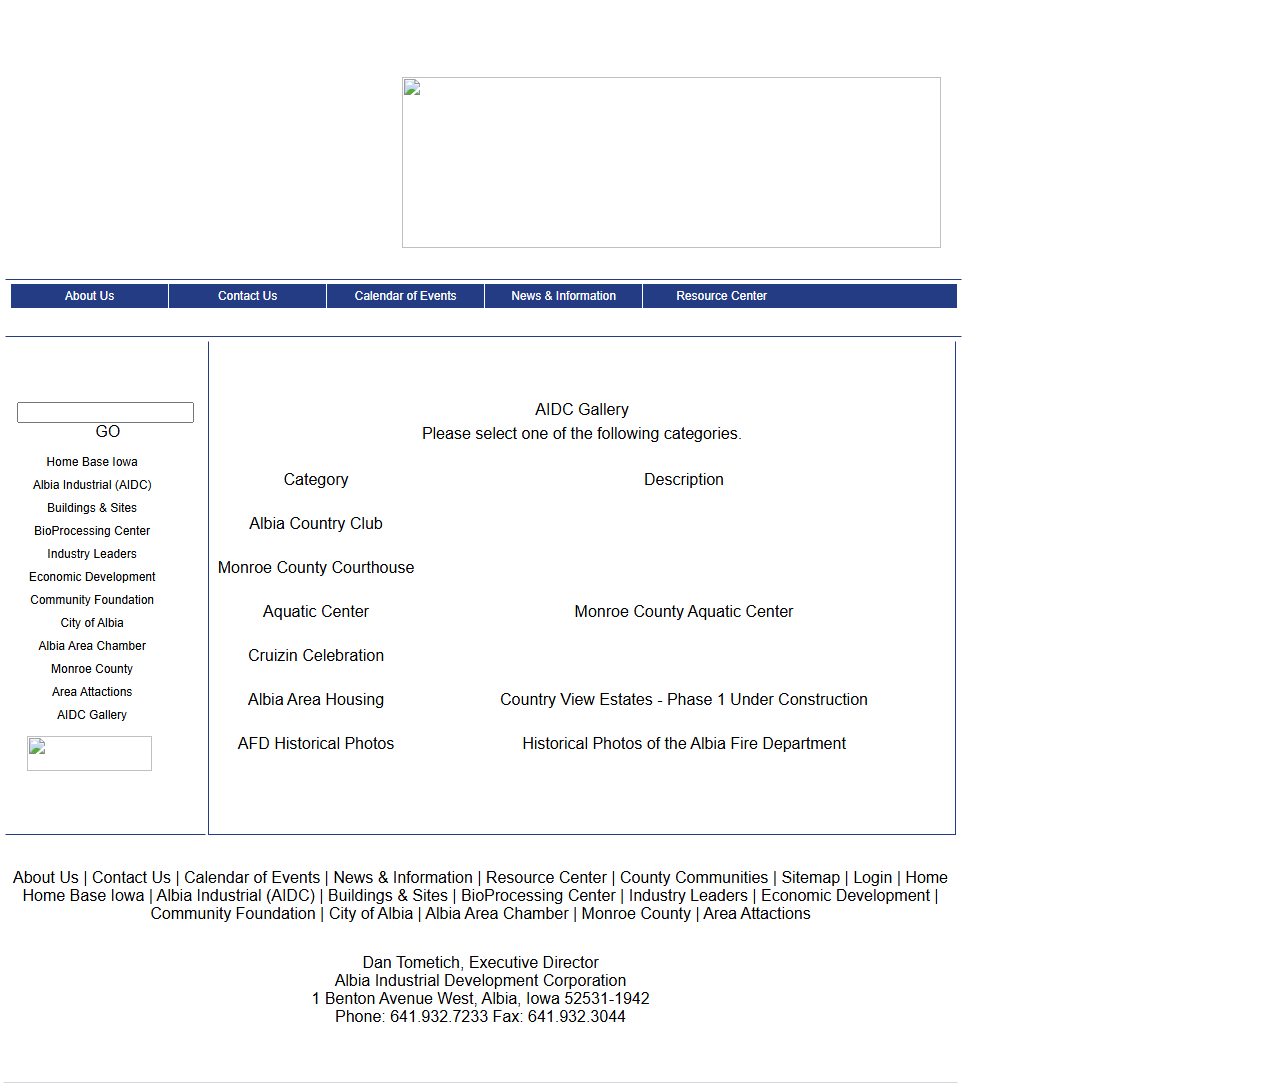 About Us Contact Us Calendar of Events News & Information Resource Center
GO
Home Base Iowa
Albia Industrial (AIDC)
Buildings & Sites
BioProcessing Center
Industry Leaders
Economic Development
Community Foundation
City of Albia
Albia Area Chamber
Monroe County
Area Attactions
AIDC Gallery
AIDC Gallery
Please select one of the following categories.
Category Description
Albia Country Club
Monroe County Courthouse
Aquatic Center Monroe County Aquatic Center
Cruizin Celebration
Albia Area Housing Country View Estates - Phase 1 Under Construction
AFD Historical Photos Historical Photos of the Albia Fire Department
About Us | Contact Us | Calendar of Events | News & Information | Resource Center | County Communities | Sitemap | Login | Home
Home Base Iowa | Albia Industrial (AIDC) | Buildings & Sites | BioProcessing Center | Industry Leaders | Economic Development |
Community Foundation | City of Albia | Albia Area Chamber | Monroe County | Area Attactions
Dan Tometich, Executive Director
Albia Industrial Development Corporation
1 Benton Avenue West, Albia, Iowa 52531-1942
Phone: 641.932.7233 Fax: 641.932.3044